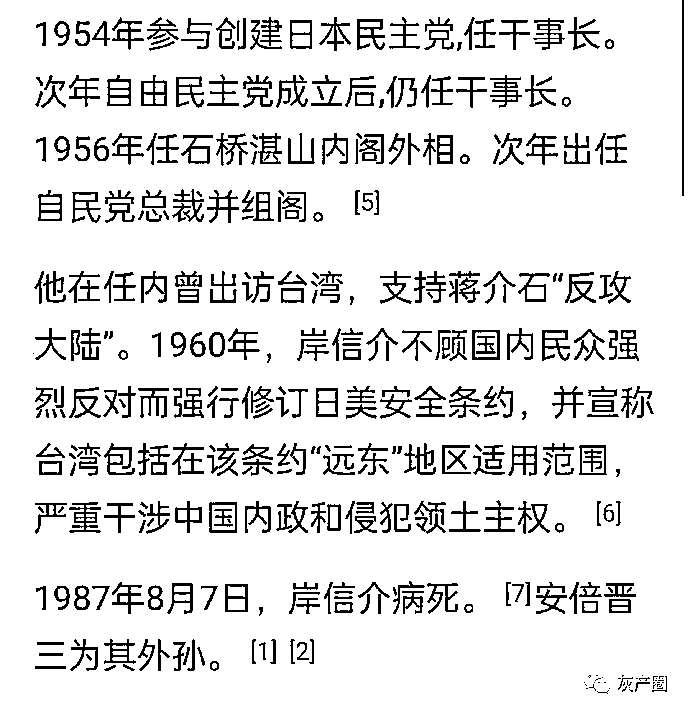 1954年参与创建日本民主党,任干事长。
次年自由民主党成立后,仍任干事长。
1956年任石桥湛山内阁外相。次年出任
自民党总裁并组阁。 [5]
他在任内曾出访台湾，支持蒋介石“反攻
大陆”。1960年，岸信介不顾国内民众强
烈反对而强行修订日美安全条约，并宣称
台湾包括在该条约“远东”地区适用范围，
严重干涉中国内政和侵犯领土主权。 [6]
1987年8月7日，岸信介病死。 [7]安倍晋
三为其外孙。 [1] [2]
灰产圈